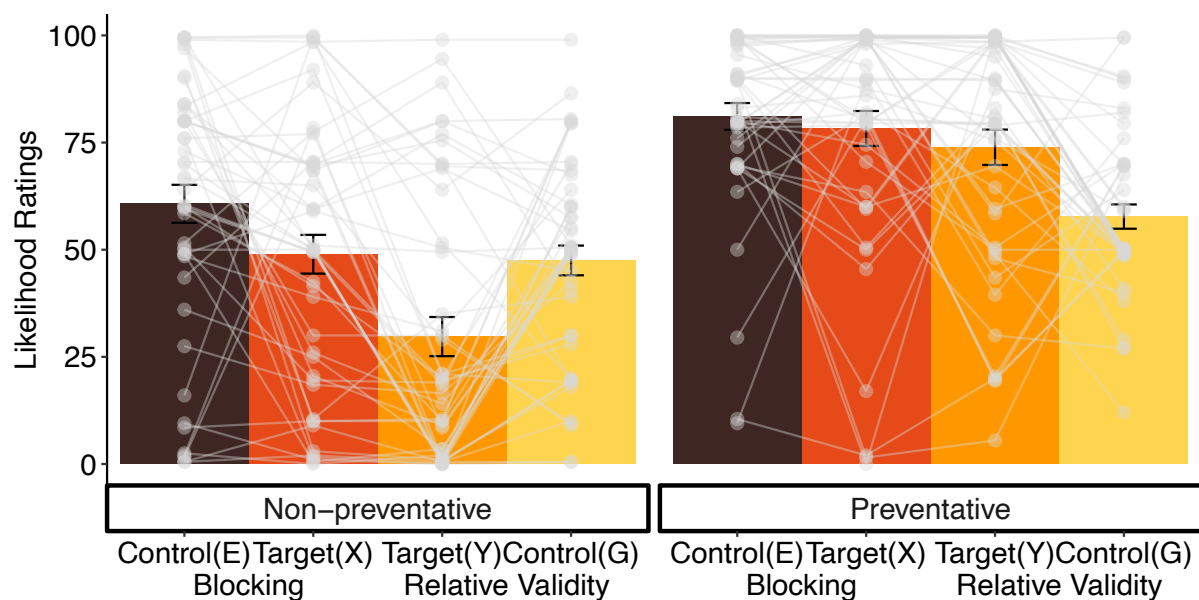 Likelihood Ratings
100
75
50
25
0
Non−preventative
Preventative
Control(E) Target(X) Target(Y) Control(G)
Blocking Relative Validity
Control(E) Target(X) Target(Y) Control(G)
Blocking Relative Validity